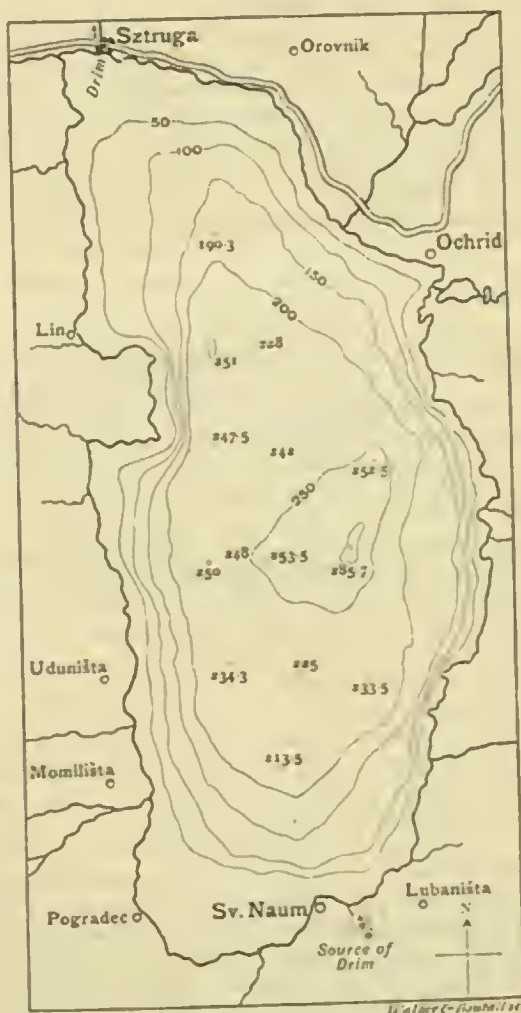 Sztruga
Orovnik
Drim
50
100
190·3
Ochrid
150
200
Lin
228
251
247·5
242
252·5
250
248
253·5
250
285·7
Uduništa
234·3
225
233·5
Momilišta
213·5
Pogradec
Sv. Naum
Lubaništa
N
Source of
Drim